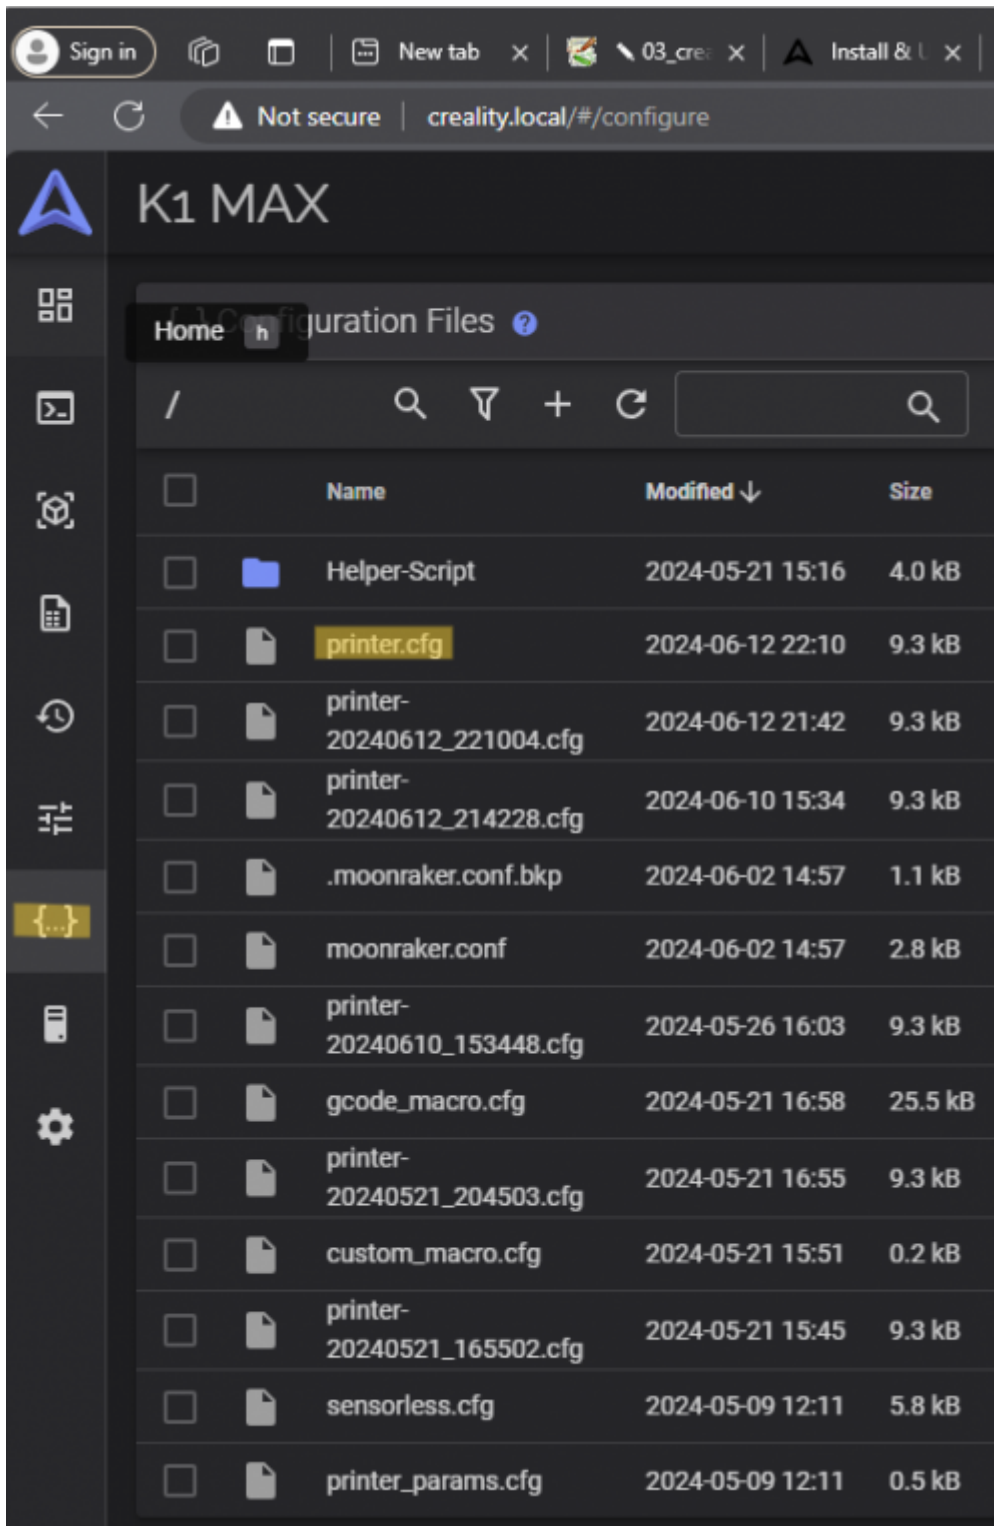 Sign in
New tab
03_crea
Install & U
Not secure
creality.local/#/configure
K1 MAX
Configuration Files
Home h
/
Name Modified Size
Helper-Script 2024-05-21 15:16 4.0 kB
printer.cfg 2024-06-12 22:10 9.3 kB
printer-
20240612_221004.cfg 2024-06-12 21:42 9.3 kB
printer-
20240612_214228.cfg 2024-06-10 15:34 9.3 kB
.moonraker.conf.bkp 2024-06-02 14:57 1.1 kB
moonraker.conf 2024-06-02 14:57 2.8 kB
printer-
20240610_153448.cfg 2024-05-26 16:03 9.3 kB
gcode_macro.cfg 2024-05-21 16:58 25.5 kB
printer-
20240521_204503.cfg 2024-05-21 16:55 9.3 kB
custom_macro.cfg 2024-05-21 15:51 0.2 kB
printer-
20240521_165502.cfg 2024-05-21 15:45 9.3 kB
sensorless.cfg 2024-05-09 12:11 5.8 kB
printer_params.cfg 2024-05-09 12:11 0.5 kB